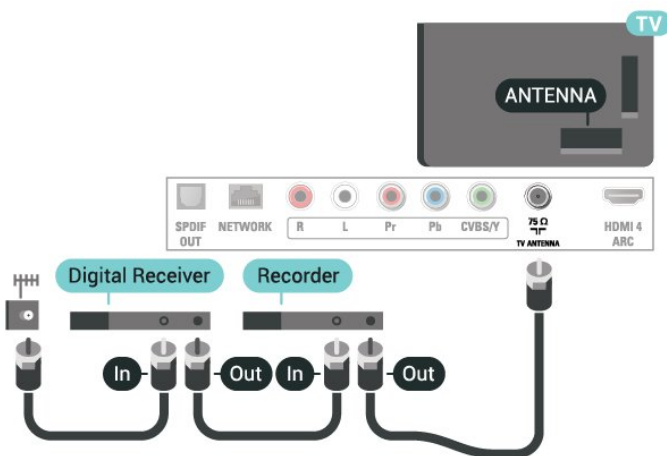 TV
ANTENNA
SPDIF OUT
NETWORK
R
L
Pr
Pb
CVBS/Y
75 Ω
TV ANTENNA
HDMI 4 ARC
Digital Receiver
Recorder
In
Out
In
Out